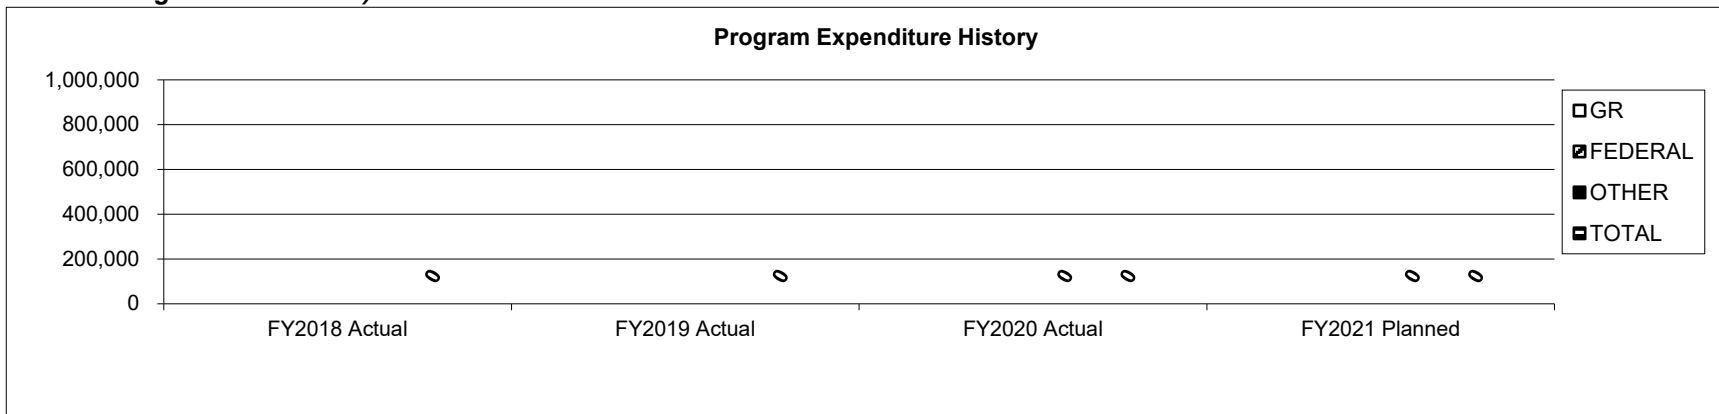 Program Expenditure History
1,000,000
800,000
600,000
400,000
200,000
0
0 0 0 0 0 0
FY2018 Actual FY2019 Actual FY2020 Actual FY2021 Planned
GR
FEDERAL
OTHER
TOTAL